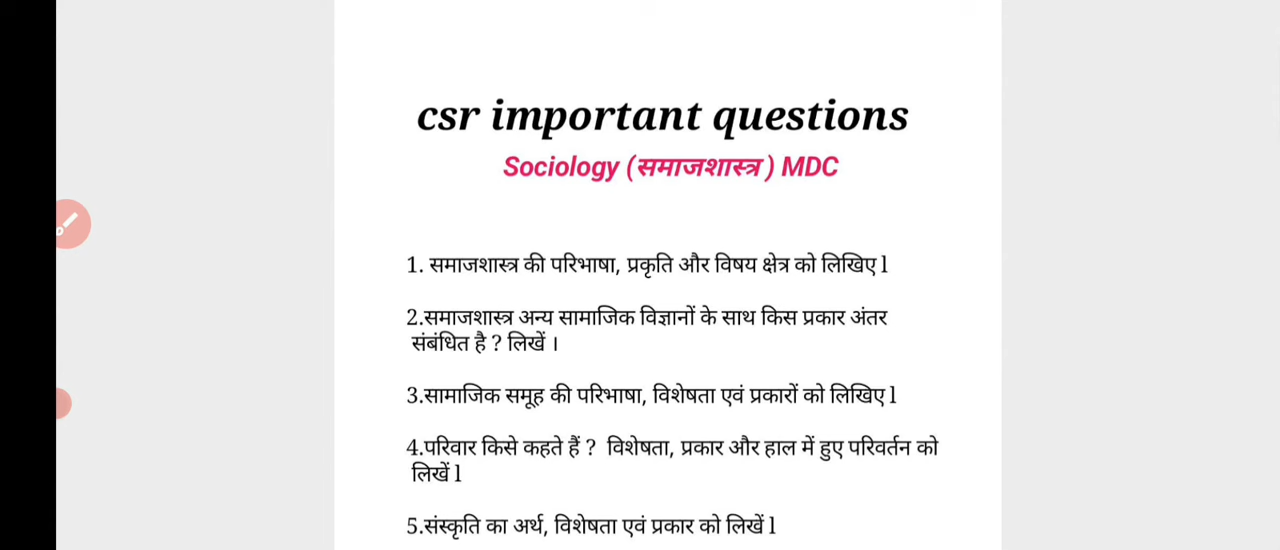 csr important questions
Sociology (समाजशास्त्र) MDC
1. समाजशास्त्र की परिभाषा, प्रकृति और विषय क्षेत्र को लिखिए l
2.समाजशास्त्र अन्य सामाजिक विज्ञानों के साथ किस प्रकार अंतर
संबंधित है ? लिखें ।
3.सामाजिक समूह की परिभाषा, विशेषता एवं प्रकारों को लिखिए l
4.परिवार किसे कहते हैं ? विशेषता, प्रकार और हाल में हुए परिवर्तन को
लिखें l
5.संस्कृति का अर्थ, विशेषता एवं प्रकार को लिखें l